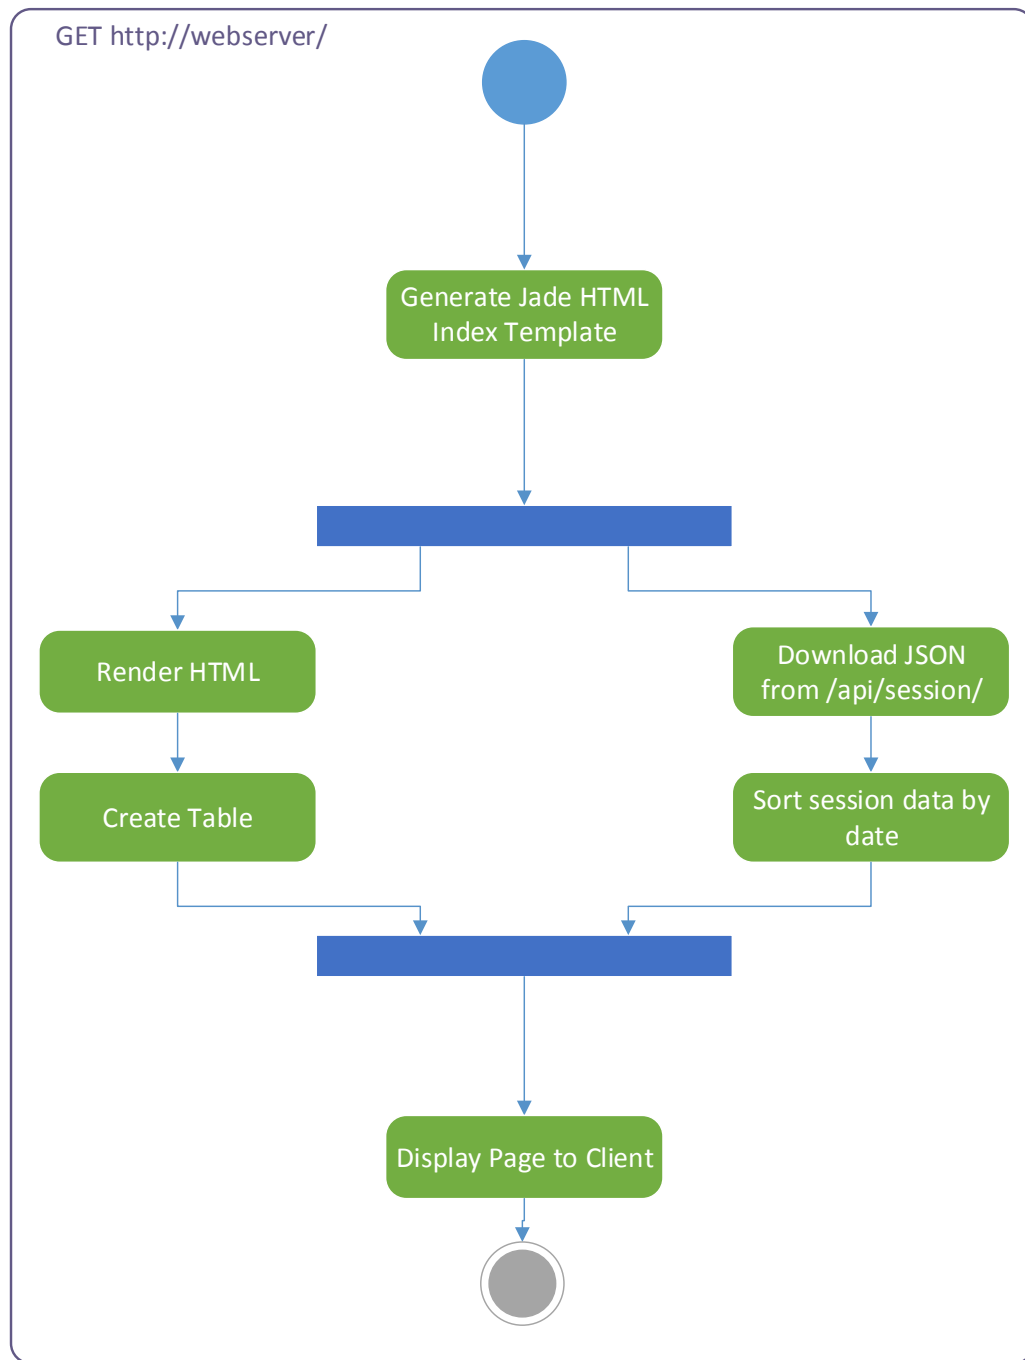 GET http://webserver/
Generate Jade HTML
Index Template
Render HTML
Download JSON
from /api/session/
Create Table
Sort session data by
date
Display Page to Client